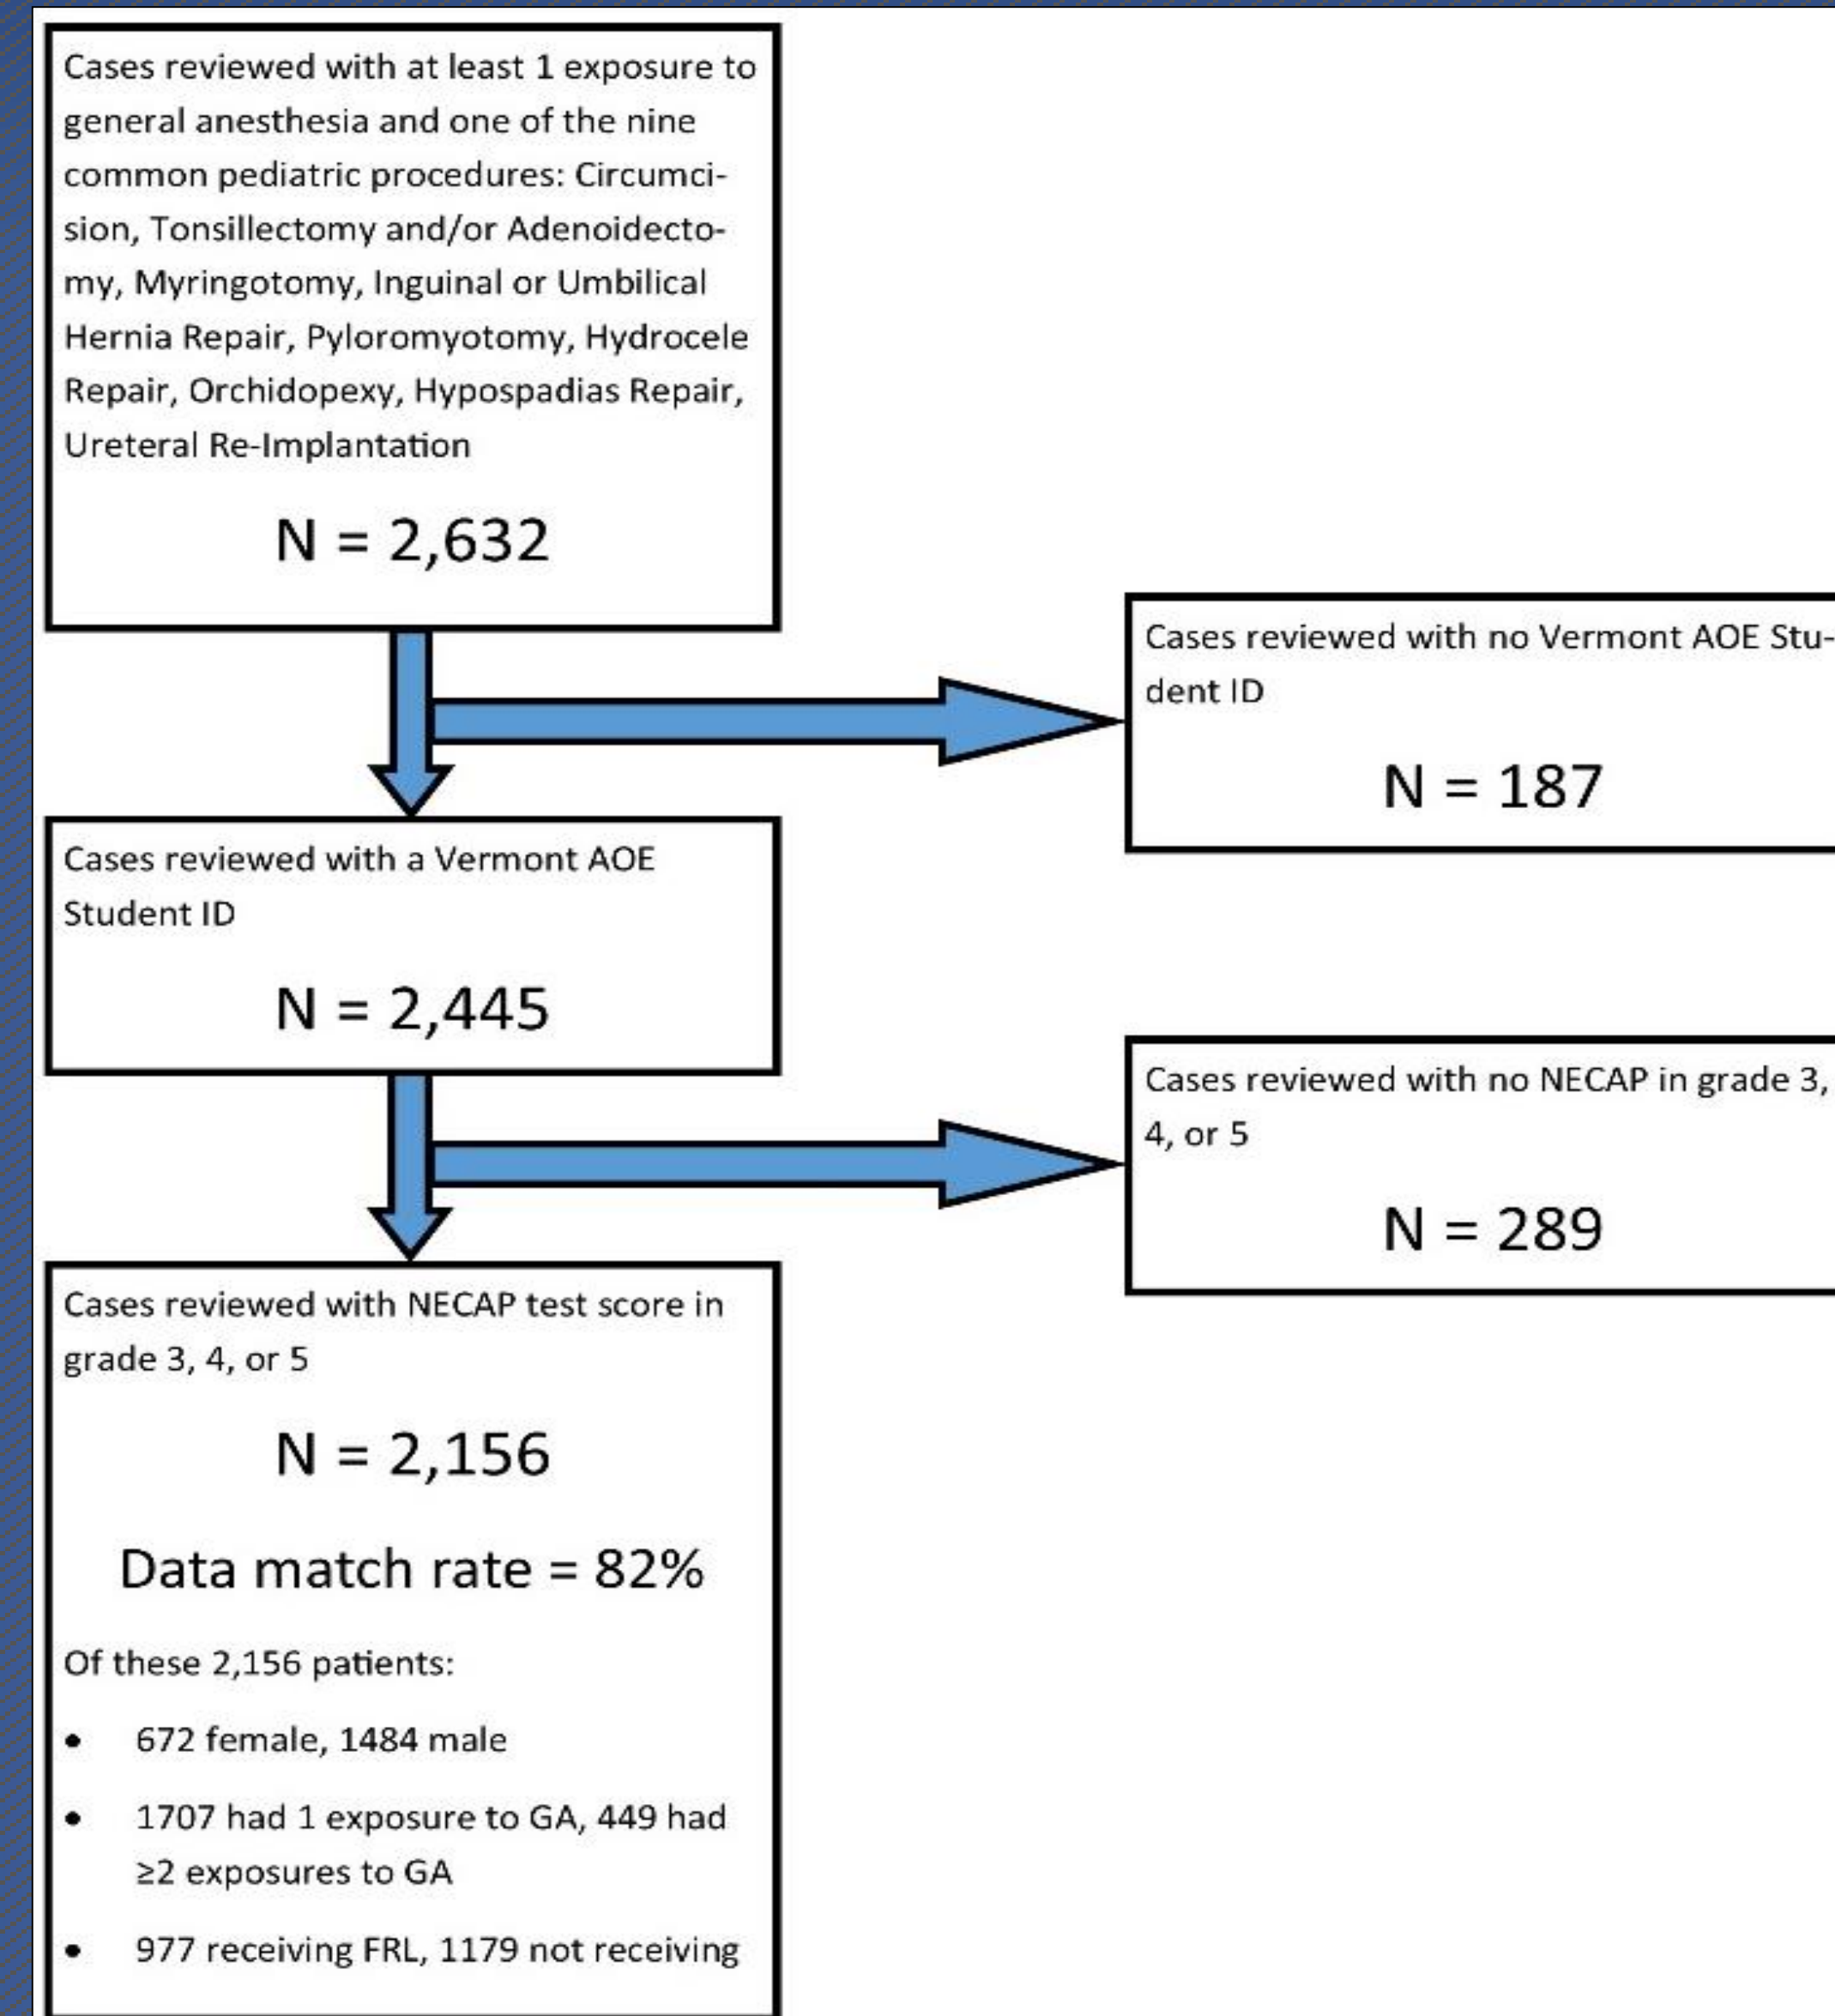 Cases reviewed with at least 1 exposure to
general anesthesia and one of the nine
common pediatric procedures: Circumci-
sion, Tonsillectomy and/or Adenoidecto-
my, Myringotomy, Inguinal or Umbilical
Hernia Repair, Pyloromyotomy, Hydrocele
Repair, Orchidopexy, Hypospadias Repair,
Ureteral Re-Implantation
N = 2,632
Cases reviewed with no Vermont AOE Stu-
dent ID
N = 187
Cases reviewed with a Vermont AOE
Student ID
N = 2,445
Cases reviewed with no NECAP in grade 3,
4, or 5
N = 289
Cases reviewed with NECAP test score in
grade 3, 4, or 5
N = 2,156
Data match rate = 82%
Of these 2,156 patients:
• 672 female, 1484 male
• 1707 had 1 exposure to GA, 449 had
≥2 exposures to GA
• 977 receiving FRL, 1179 not receiving